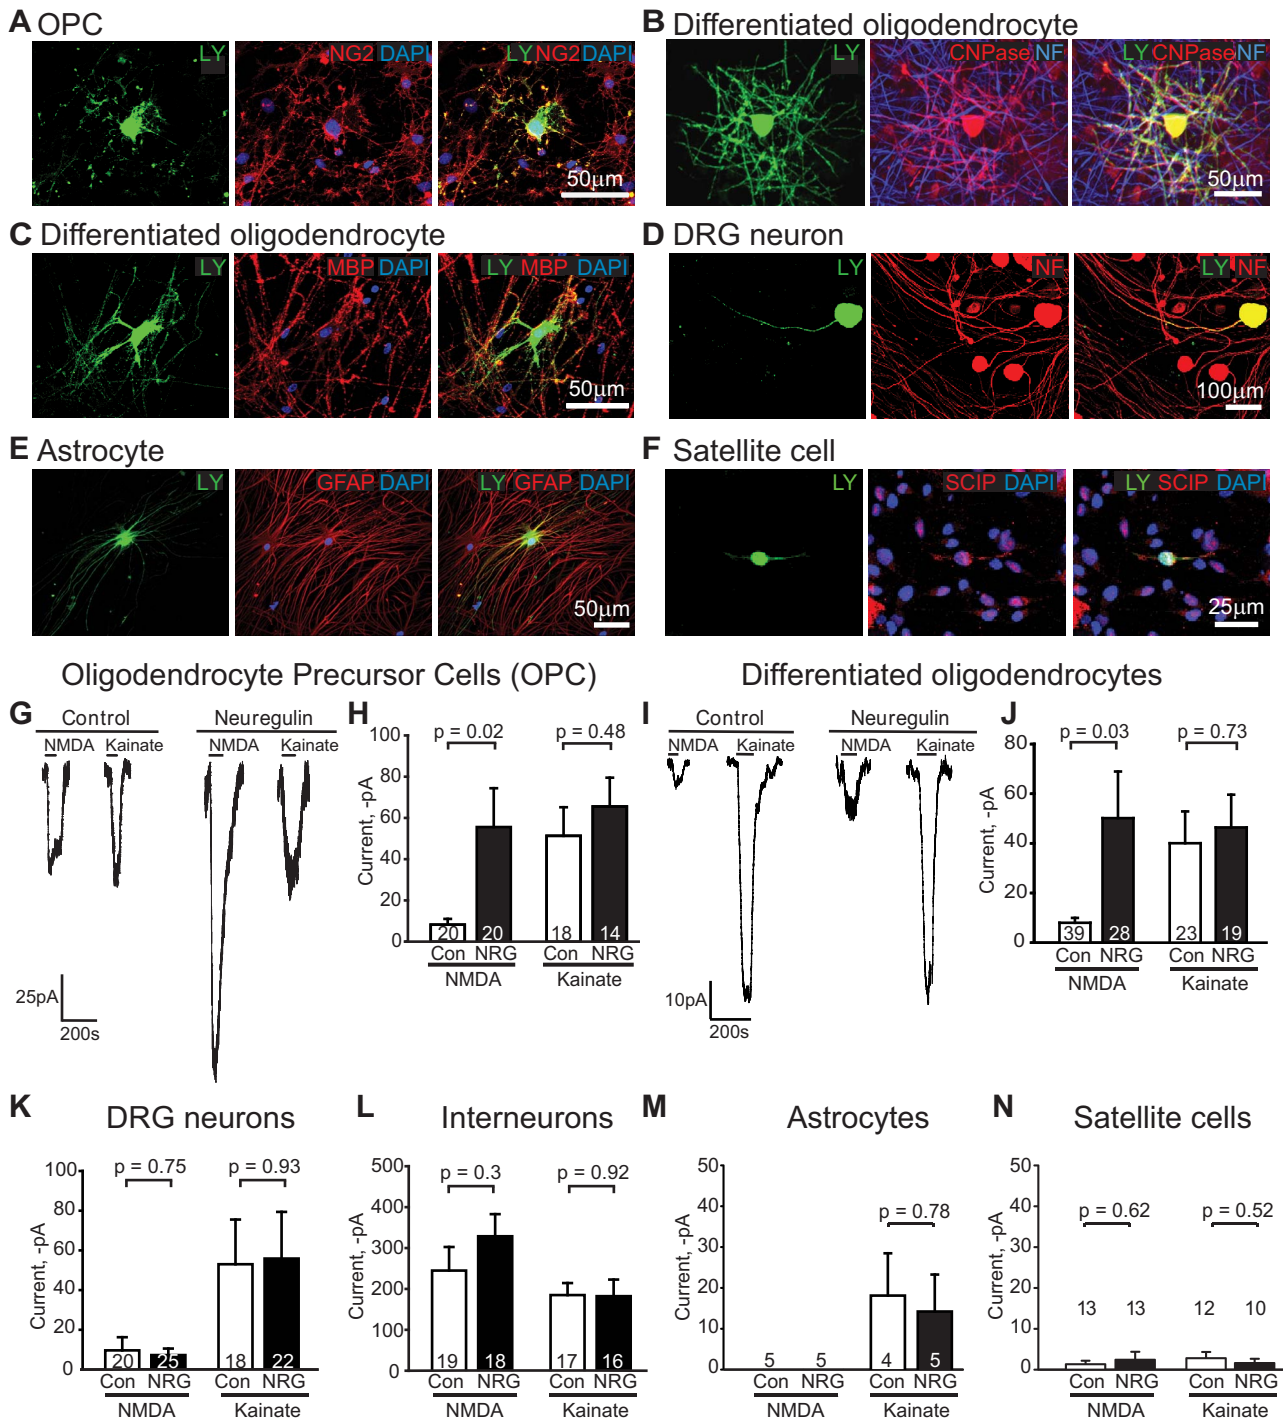 A OPC
LY
NG2 DAPI
LY NG2 DAPI
50μm
B Differentiated oligodendrocyte
LY
CNPase NF
LY CNPase NF
50μm
C Differentiated oligodendrocyte
LY
MBP DAPI
LY MBP DAPI
50μm
D DRG neuron
LY
NF
LY NF
100μm
E Astrocyte
LY
GFAP DAPI
LY GFAP DAPI
50μm
F Satellite cell
LY
SCIP DAPI
LY SCIP DAPI
25μm
Oligodendrocyte Precursor Cells (OPC)
G
Control
Neuregulin
NMDA Kainate
NMDA Kainate
25pA
200s
H
p = 0.02 p = 0.48
Current, -pA
100
80
60
40
20
0
20 20 18 14
Con NRG Con NRG
NMDA Kainate
Differentiated oligodendrocytes
I
Control
Neuregulin
NMDA Kainate
NMDA Kainate
10pA
200s
J
p = 0.03 p = 0.73
Current, -pA
80
60
40
20
0
39 28 23 19
Con NRG Con NRG
NMDA Kainate
K DRG neurons
p = 0.75 p = 0.93
Current, -pA
100
80
60
40
20
0
20 25 18 22
Con NRG Con NRG
NMDA Kainate
L Interneurons
p = 0.3 p = 0.92
Current, -pA
500
400
300
200
100
0
19 18 17 16
Con NRG Con NRG
NMDA Kainate
M Astrocytes
p = 0.78
Current, -pA
50
40
30
20
10
0
5 5 4 5
Con NRG Con NRG
NMDA Kainate
N Satellite cells
p = 0.62 p = 0.52
Current, -pA
50
40
30
20
10
0
13 13 12 10
Con NRG Con NRG
NMDA Kainate